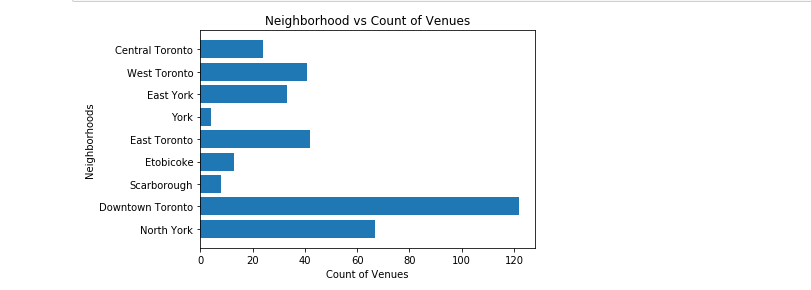 Neighborhood vs Count of Venues
Neighborhoods
Central Toronto
West Toronto
East York
York
East Toronto
Etobicoke
Scarborough
Downtown Toronto
North York
0 20 40 60 80 100 120
Count of Venues